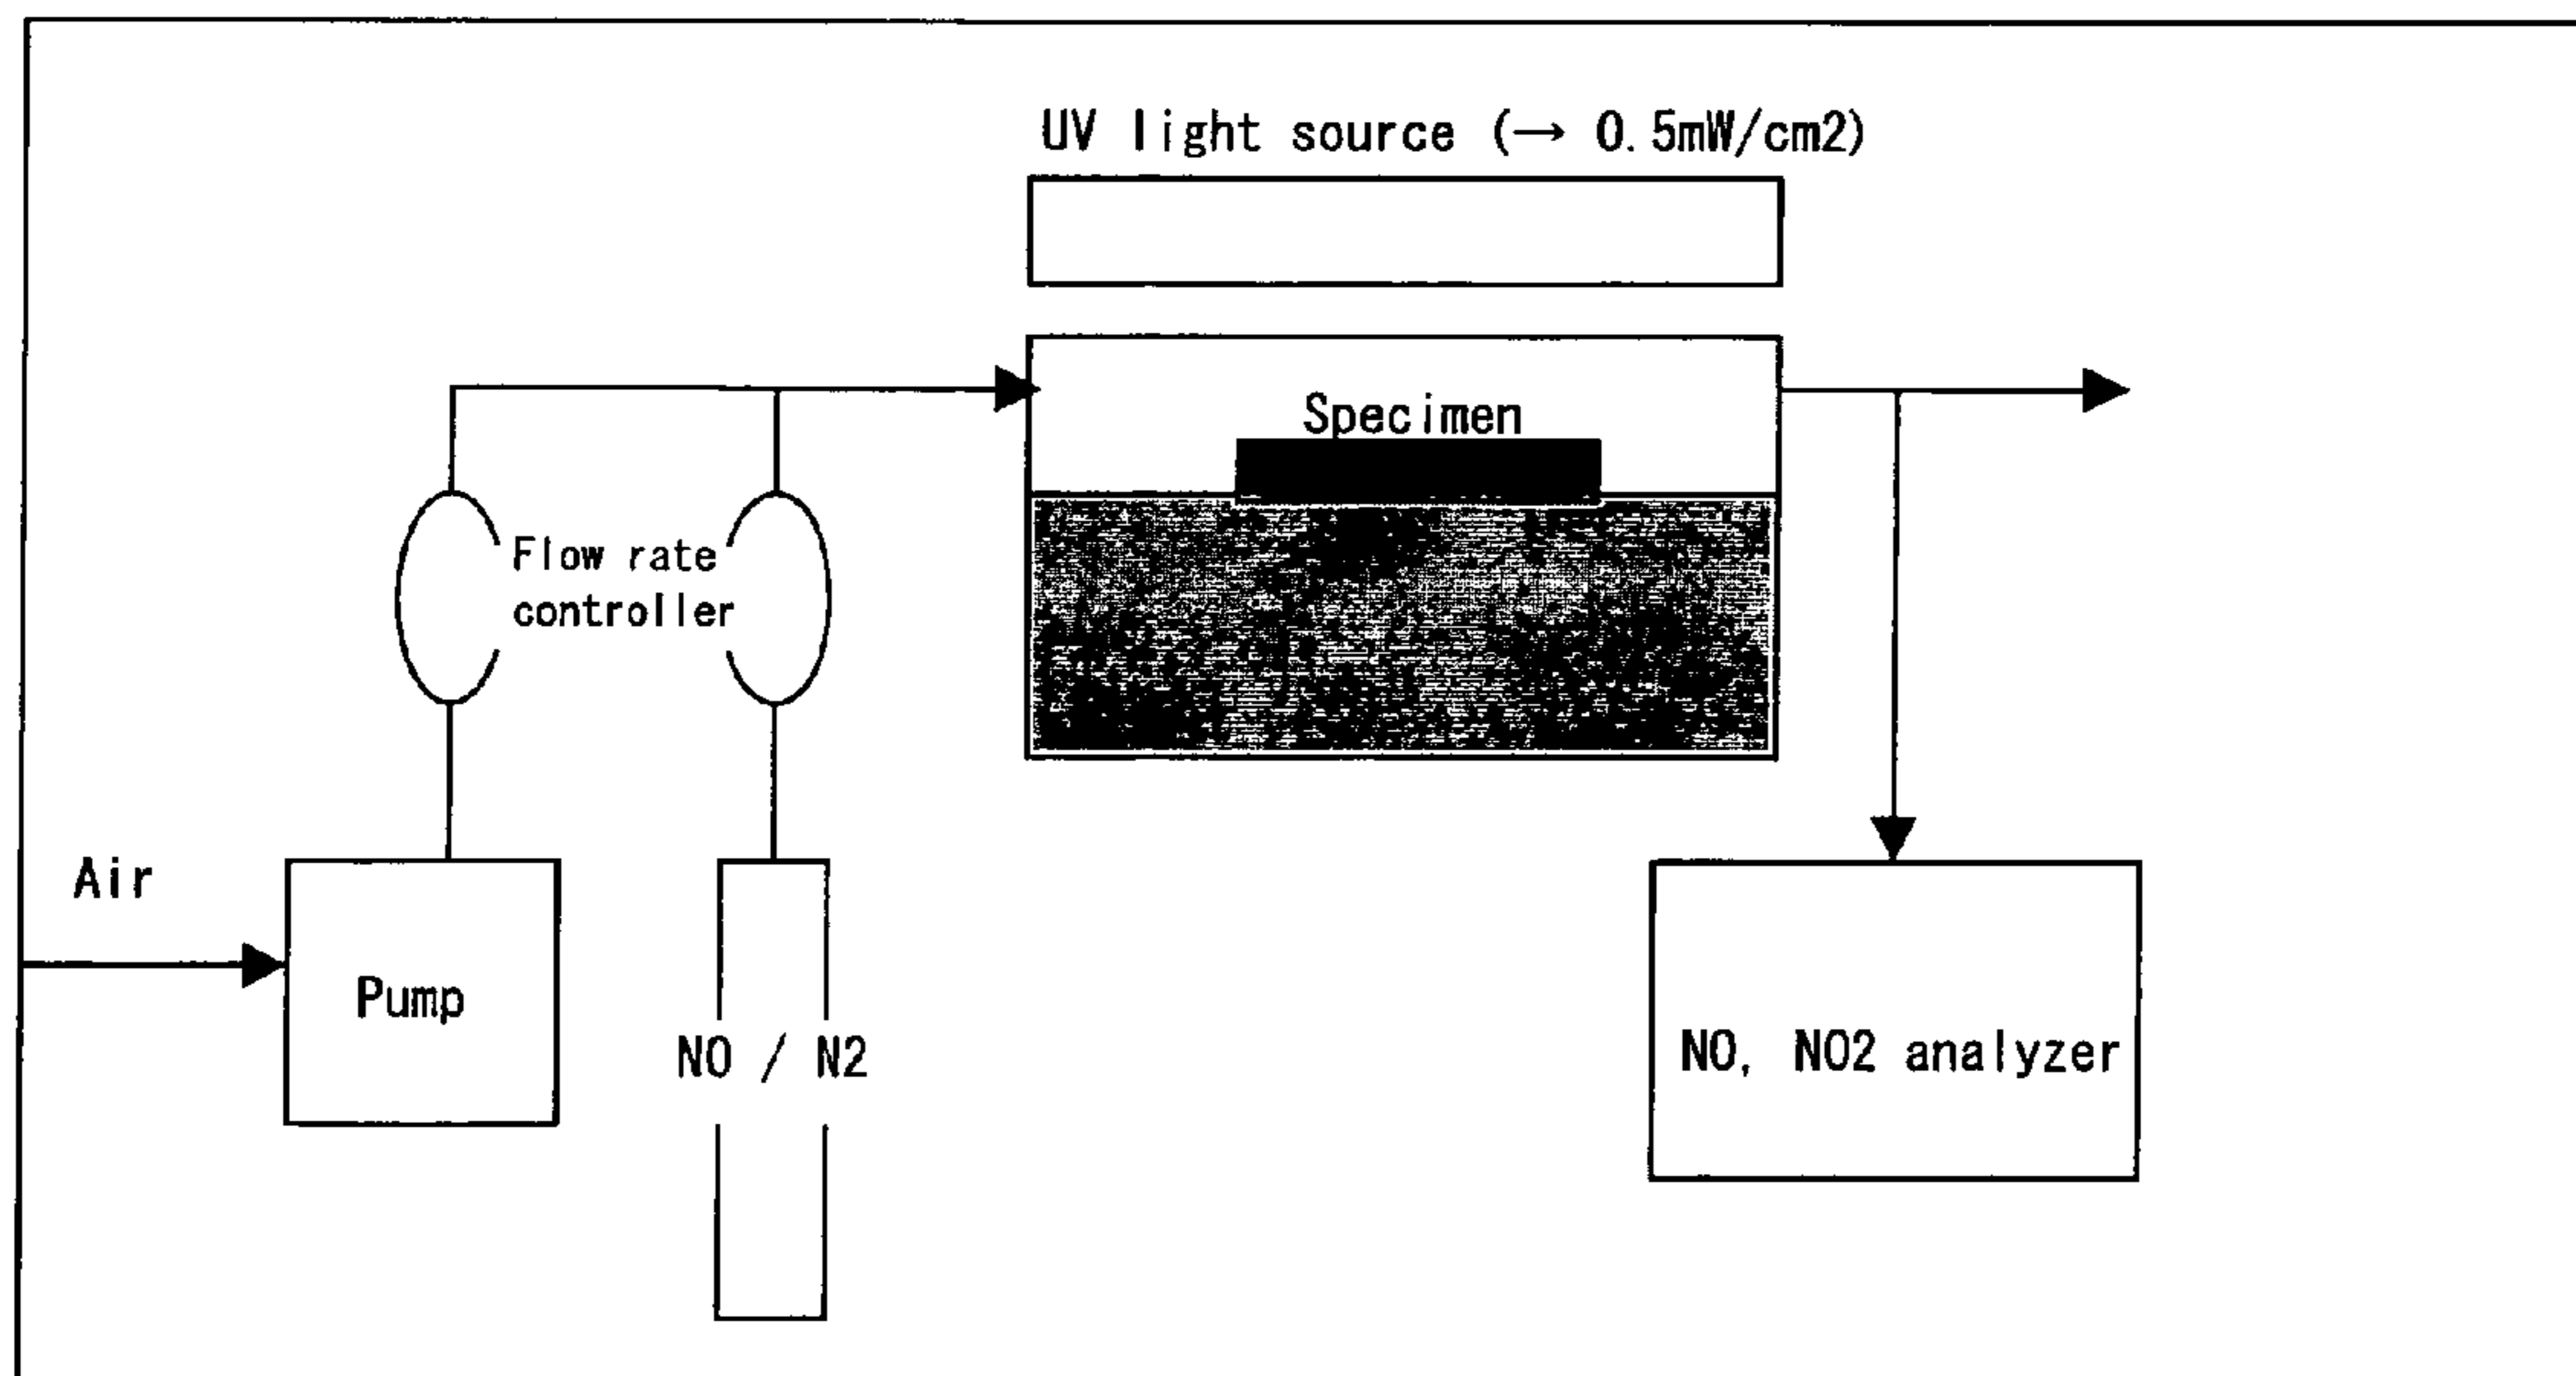 UV light source (→ 0.5mW/cm2)
Specimen
Flow rate
controller
Air
Pump
NO / N2
NO, NO2 analyzer